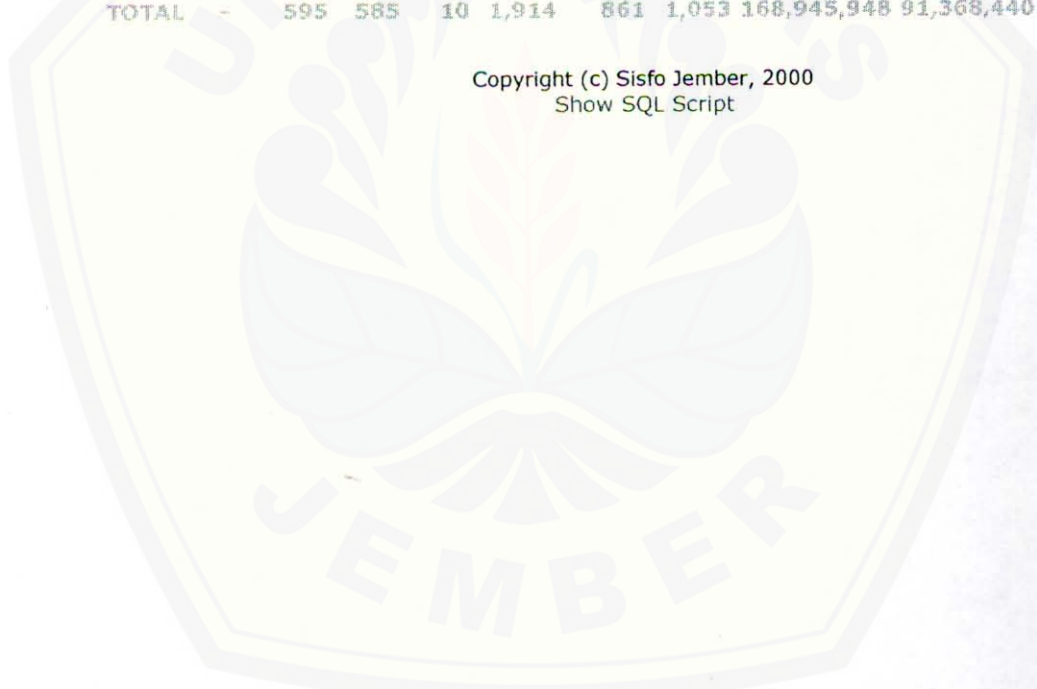 TOTAL - 595 585 10 1,914 861 1,053 168,945,948 91,368,440
Copyright (c) Sisfo Jember, 2000
Show SQL Script
JEMBER